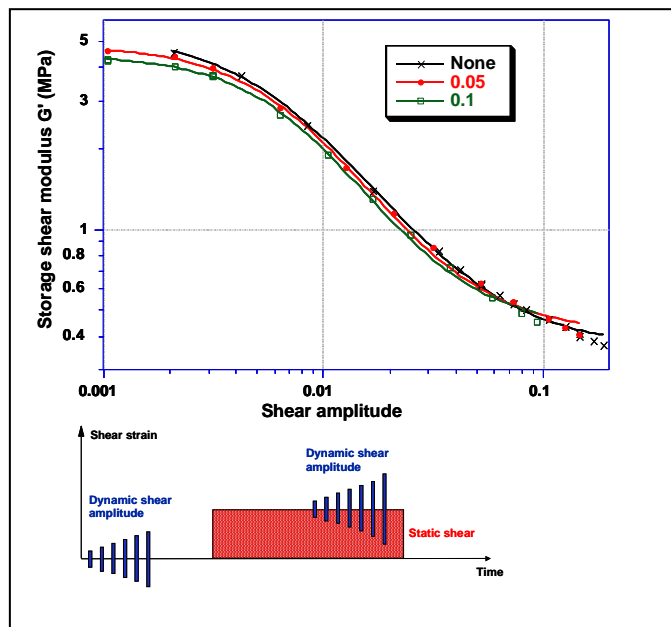 5
3
1
0.8
0.6
0.4
Storage shear modulus G' (MPa)
None
0.05
0.1
0.001
0.01
0.1
Shear amplitude
Shear strain
Dynamic shear
amplitude
Dynamic shear
amplitude
Static shear
Time